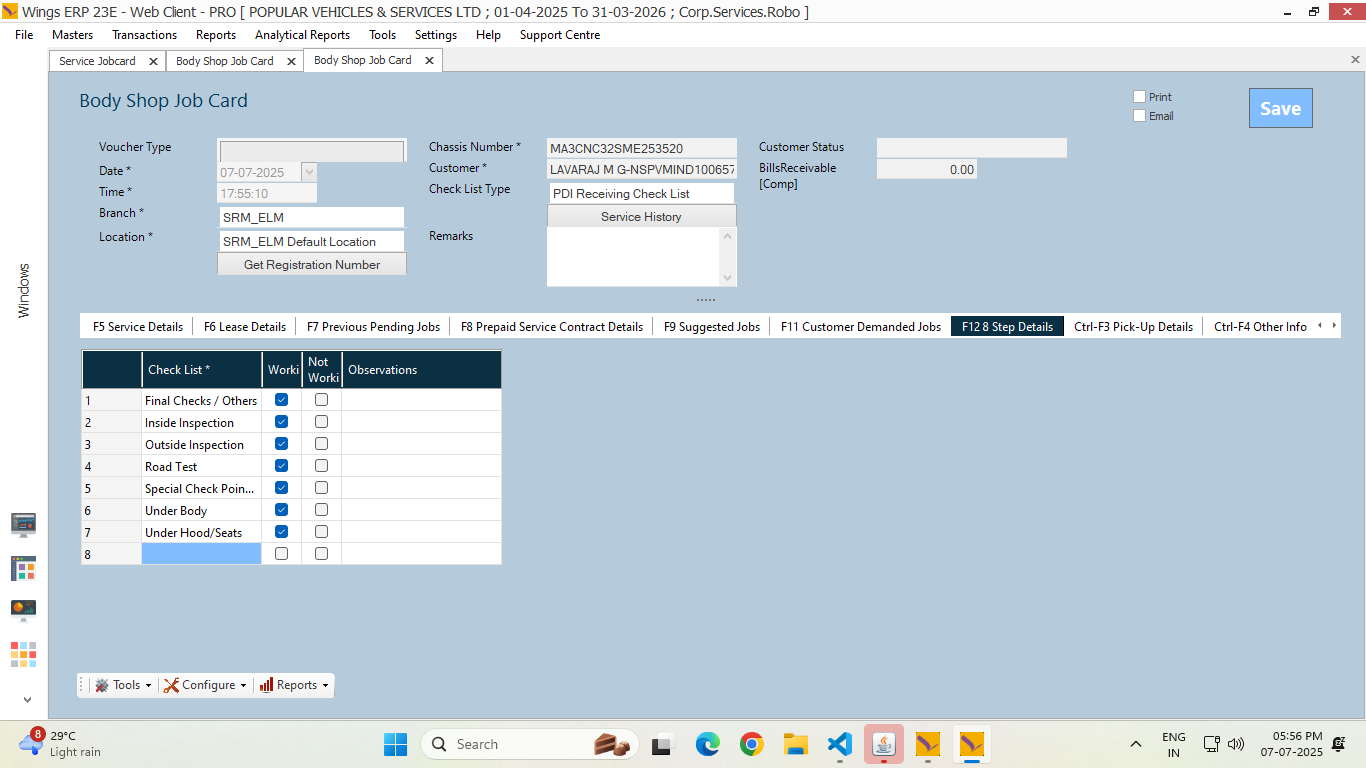 Wings ERP 23E - Web Client - PRO [ POPULAR VEHICLES & SERVICES LTD ; 01-04-2025 To 31-03-2026 ; Corp.Services.Robo ]
File Masters Transactions Reports Analytical Reports Tools Settings Help Support Centre
Service Jobcard Body Shop Job Card Body Shop Job Card
Windows
Body Shop Job Card
Print
Email
Save
Voucher Type
Date *
07-07-2025
Time *
17:55:10
Branch *
SRM_ELM
Location *
SRM_ELM Default Location
Get Registration Number
Chassis Number *
MA3CNC32SME253520
Customer *
LAVARAJ M G-NSPVMIND100657
Check List Type
PDI Receiving Check List
Service History
Remarks
Customer Status
BillsReceivable
[Comp]
0.00
F5 Service Details F6 Lease Details F7 Previous Pending Jobs F8 Prepaid Service Contract Details F9 Suggested Jobs F11 Customer Demanded Jobs F12 8 Step Details Ctrl-F3 Pick-Up Details Ctrl-F4 Other Info
Check List * Worki Not Worki Observations
1 Final Checks / Others
2 Inside Inspection
3 Outside Inspection
4 Road Test
5 Special Check Poin...
6 Under Body
7 Under Hood/Seats
8
Tools Configure Reports
8
29°C
Light rain
Search
ENG
IN
05:56 PM
07-07-2025